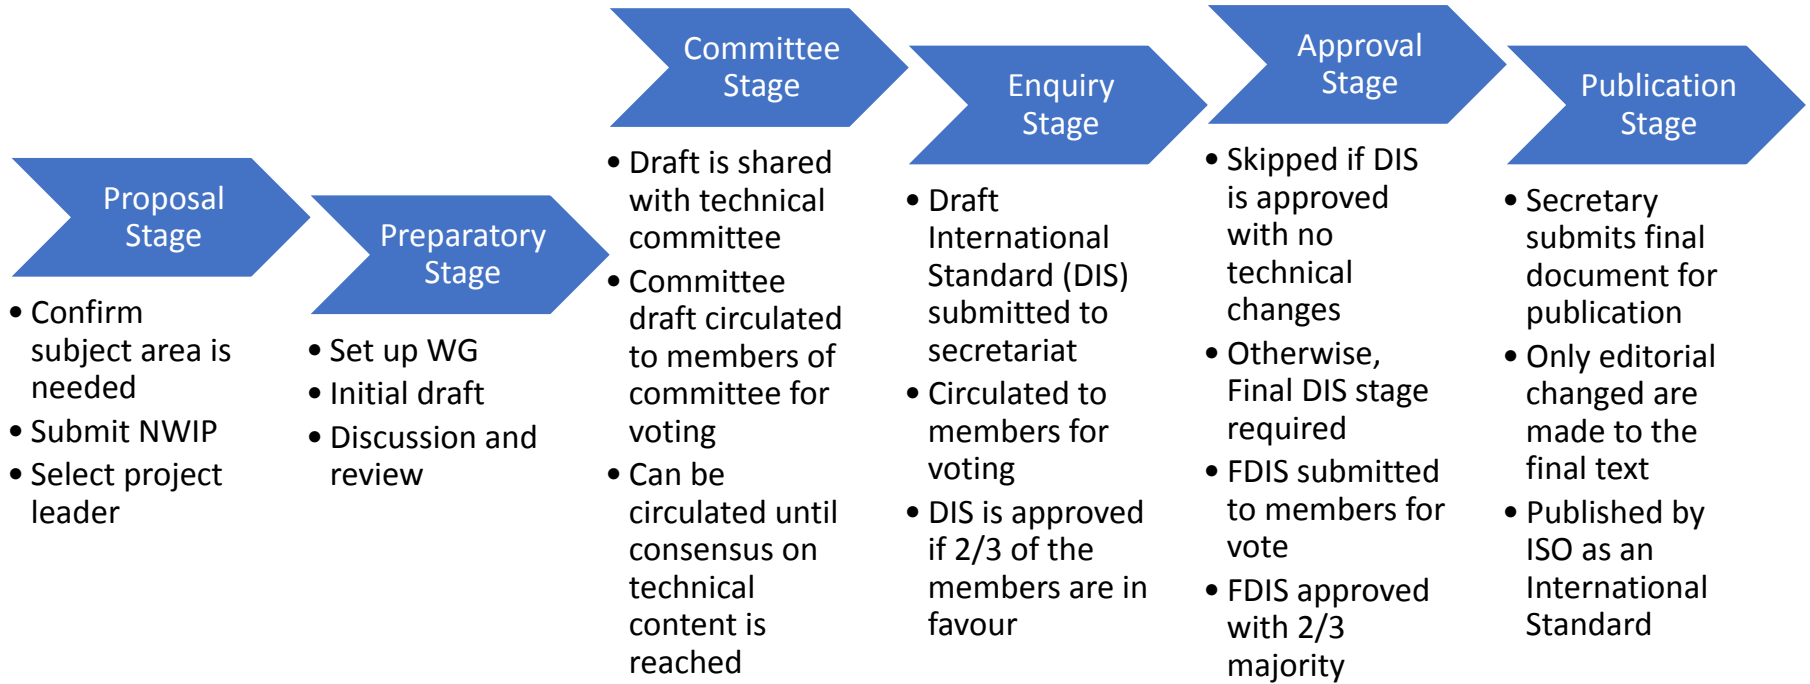 Proposal
Stage
• Confirm
subject area is
needed
• Submit NWIP
• Select project
leader
Preparatory
Stage
• Set up WG
• Initial draft
• Discussion and
review
Committee
Stage
• Draft is shared
with technical
committee
• Committee
draft circulated
to members of
committee for
voting
• Can be
circulated until
consensus on
technical
content is
reached
Enquiry
Stage
• Draft
International
Standard (DIS)
submitted to
secretariat
• Circulated to
members for
voting
• DIS is approved
if 2/3 of the
members are in
favour
Approval
Stage
• Skipped if DIS
is approved
with no
technical
changes
• Otherwise,
Final DIS stage
required
• FDIS submitted
to members for
vote
• FDIS approved
with 2/3
majority
Publication
Stage
• Secretary
submits final
document for
publication
• Only editorial
changed are
made to the
final text
• Published by
ISO as an
International
Standard